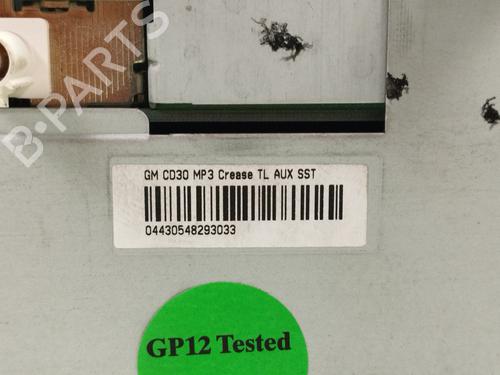 B-PARTS
GM CD30 MP3 Crease TL AUX SST
04430548293033
GP12 Tested